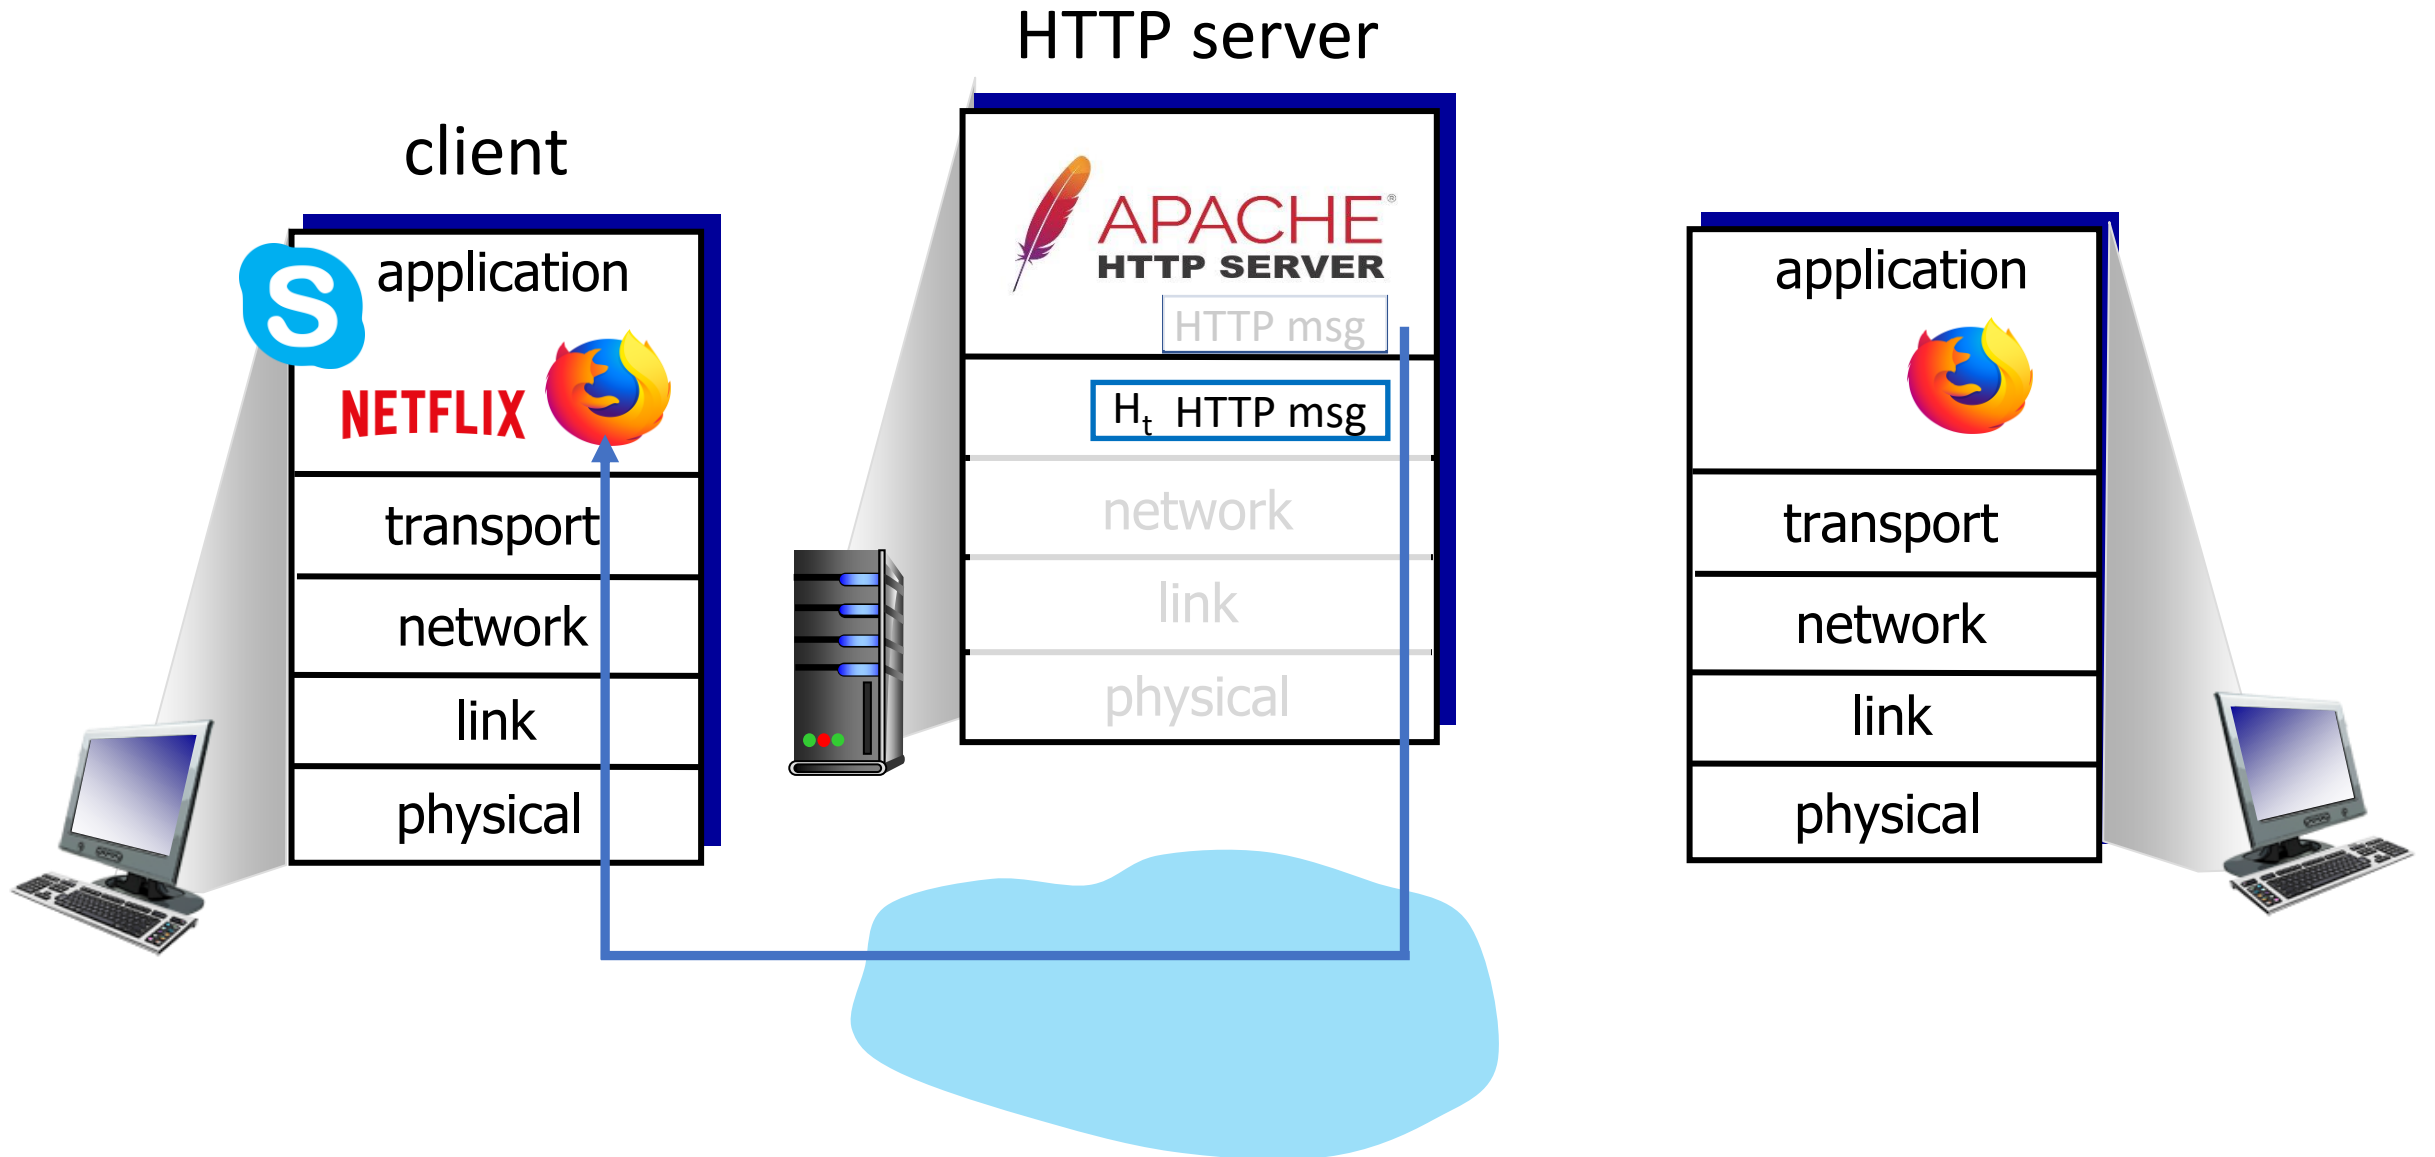 HTTP server
client
application
NETFLIX
transport
network
link
physical
APACHE®
HTTP SERVER
HTTP msg
Ht HTTP msg
network
link
physical
application
transport
network
link
physical